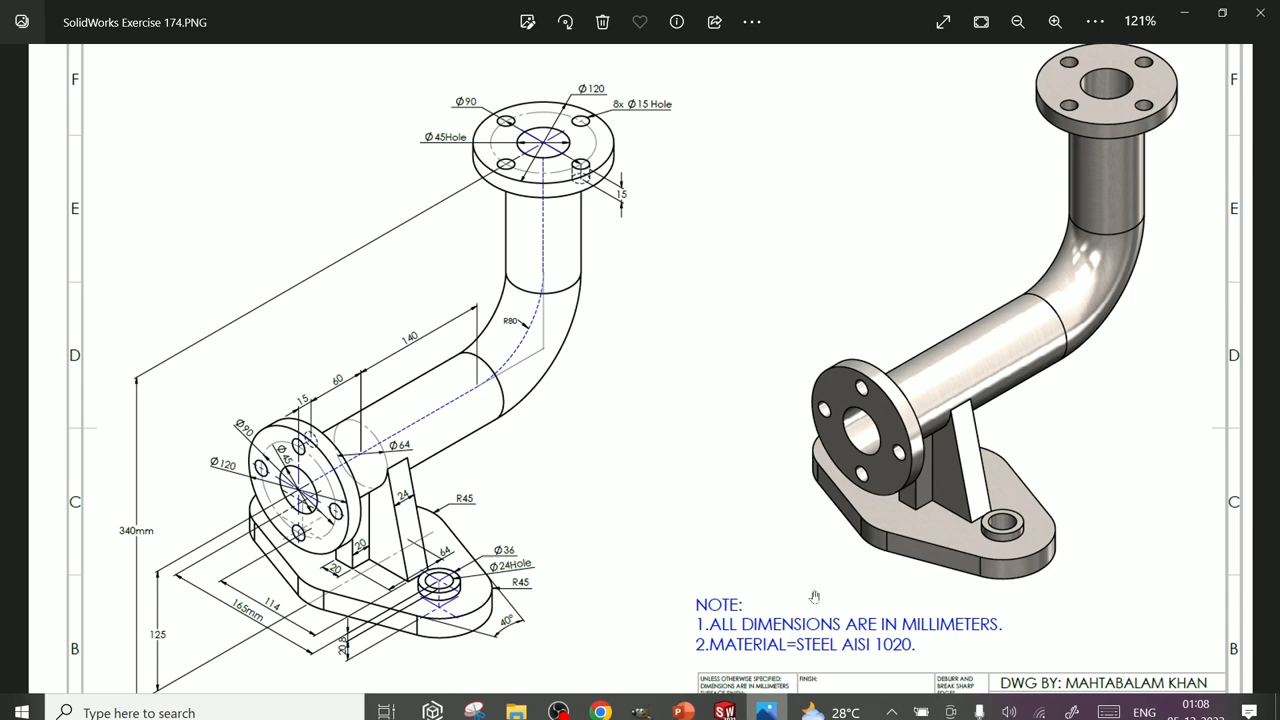 SolidWorks Exercise 174.PNG
121%
F
F
Ø120
Ø90
8x Ø15 Hole
Ø45Hole
15
E
E
R80
140
D
D
60
15
Ø90
Ø45
Ø64
Ø120
C
C
24
R45
340mm
20
64
Ø36
Ø24Hole
20
R45
114
165mm
40°
125
B
B
NOTE:
1.ALL DIMENSIONS ARE IN MILLIMETERS.
2.MATERIAL=STEEL AISI 1020.
UNLESS OTHERWISE SPECIFIED:
DIMENSIONS ARE IN MILLIMETERS
FINISH:
DEBURR AND
BREAK SHARP
DWG BY: MAHTABALAM KHAN
Type here to search
28°C
ENG
01:08